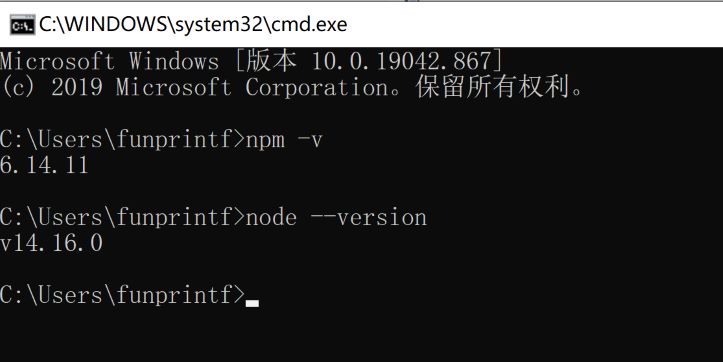 C:\WINDOWS\system32\cmd.exe
Microsoft Windows [版本 10.0.19042.867]
(c) 2019 Microsoft Corporation。保留所有权利。
C:\Users\funprintf>npm -v
6.14.11
C:\Users\funprintf>node --version
v14.16.0
C:\Users\funprintf>